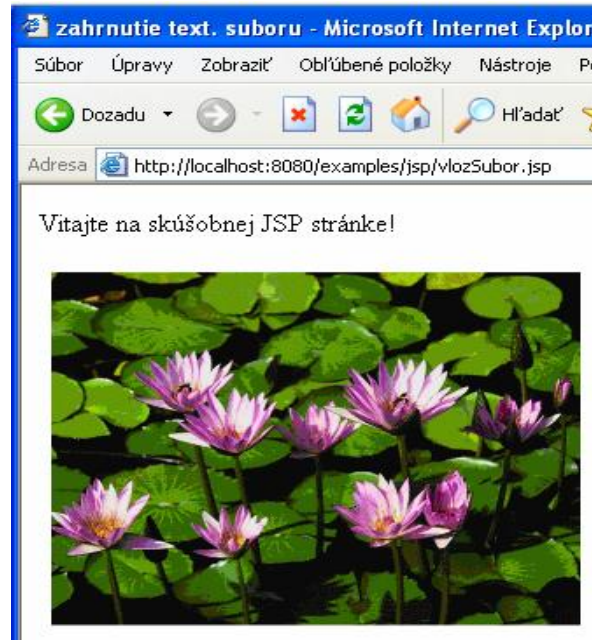 zahrnutie text. suboru - Microsoft Internet Explor
Súbor Úpravy Zobraziť Obľúbené položky Nástroje
Dozadu Hľadať
Adresa http://localhost:8080/examples/jsp/vlozSubor.jsp
Vitajte na skúšobnej JSP stránke!